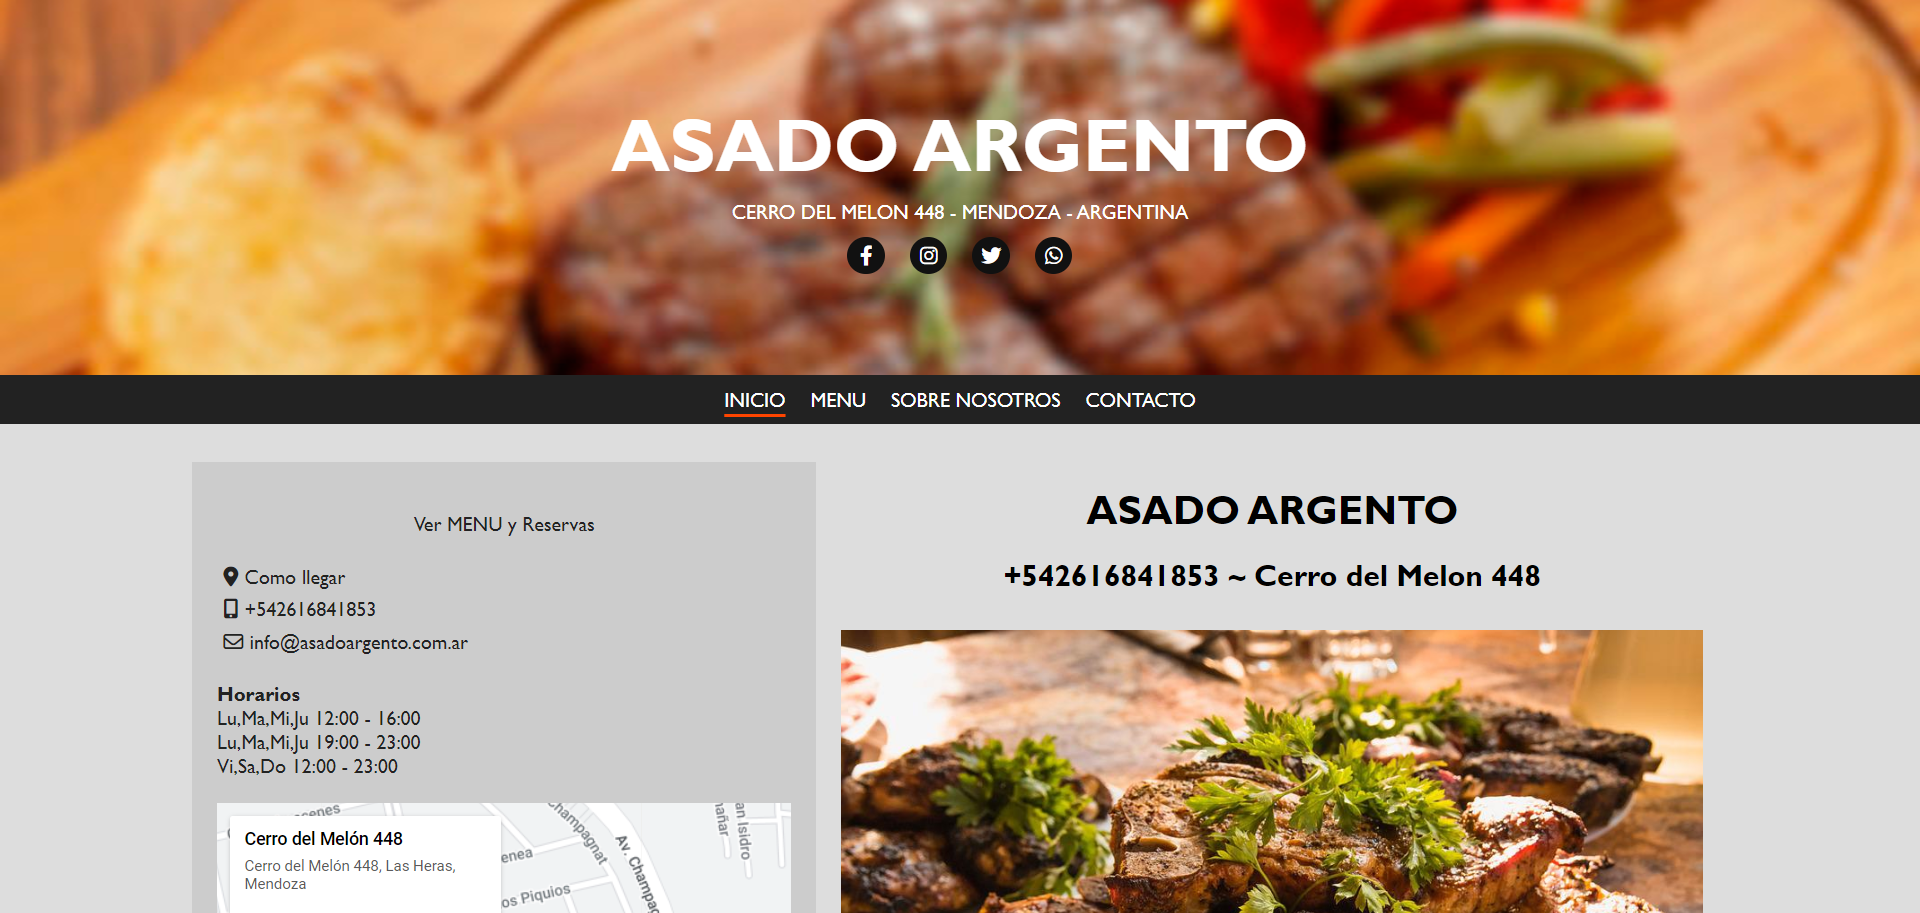 ASADO ARGENTO
CERRO DEL MELON 448 - MENDOZA - ARGENTINA
INICIO MENU SOBRE NOSOTROS CONTACTO
Ver MENU y Reservas
Como llegar
+542616841853
info@asadoargento.com.ar
Horarios
Lu,Ma,Mi,Ju 12:00 - 16:00
Lu,Ma,Mi,Ju 19:00 - 23:00
Vi,Sa,Do 12:00 - 23:00
Cerro del Melón 448
Cerro del Melón 448, Las Heras,
Mendoza
Champagnat
Av. Champag
an Isidro
os Piquios
ASADO ARGENTO
+542616841853 ~ Cerro del Melon 448